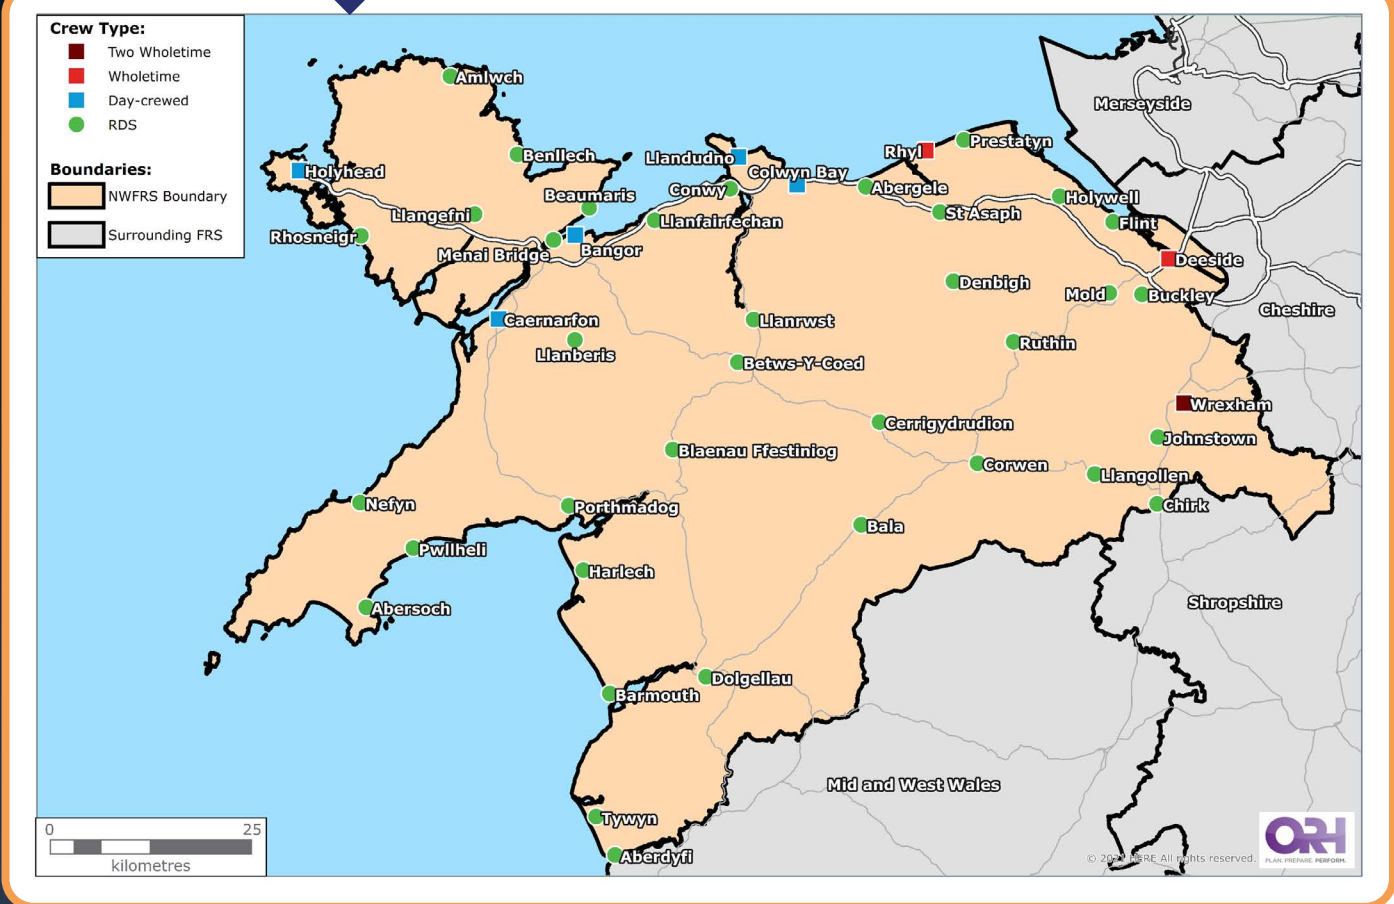 Crew Type:
Two Wholetime
Wholetime
Day-crewed
RDS
Boundaries:
NWFRS Boundary
Surrounding FRS
Amlwch
Merseyside
Benllech
Llandudno
Colwyn Bay
Rhyl
Prestatyn
Holyhead
Beaumaris
Conwy
Abergele
Holywell
Llangefni
Llanfairfechan
St Asaph
Flint
Rhosneigr
Menai Bridge
Bangor
Deeside
Denbigh
Mold
Buckley
Cheshire
Caernarfon
Llanrwst
Llanberis
Ruthin
Betws-Y-Coed
Wrexham
Cerrigydrudion
Johnstown
Blaenau Ffestiniog
Corwen
Llangollen
Nefyn
Porthmadog
Chirk
Bala
Pwllheli
Harlech
Abersoch
Shropshire
Dolgellau
Barmouth
Mid and West Wales
Tywyn
Aberdyfi
0 25
kilometres
ORH
PLAN. PREPARE. PERFORM.
© HERE All rights reserved.